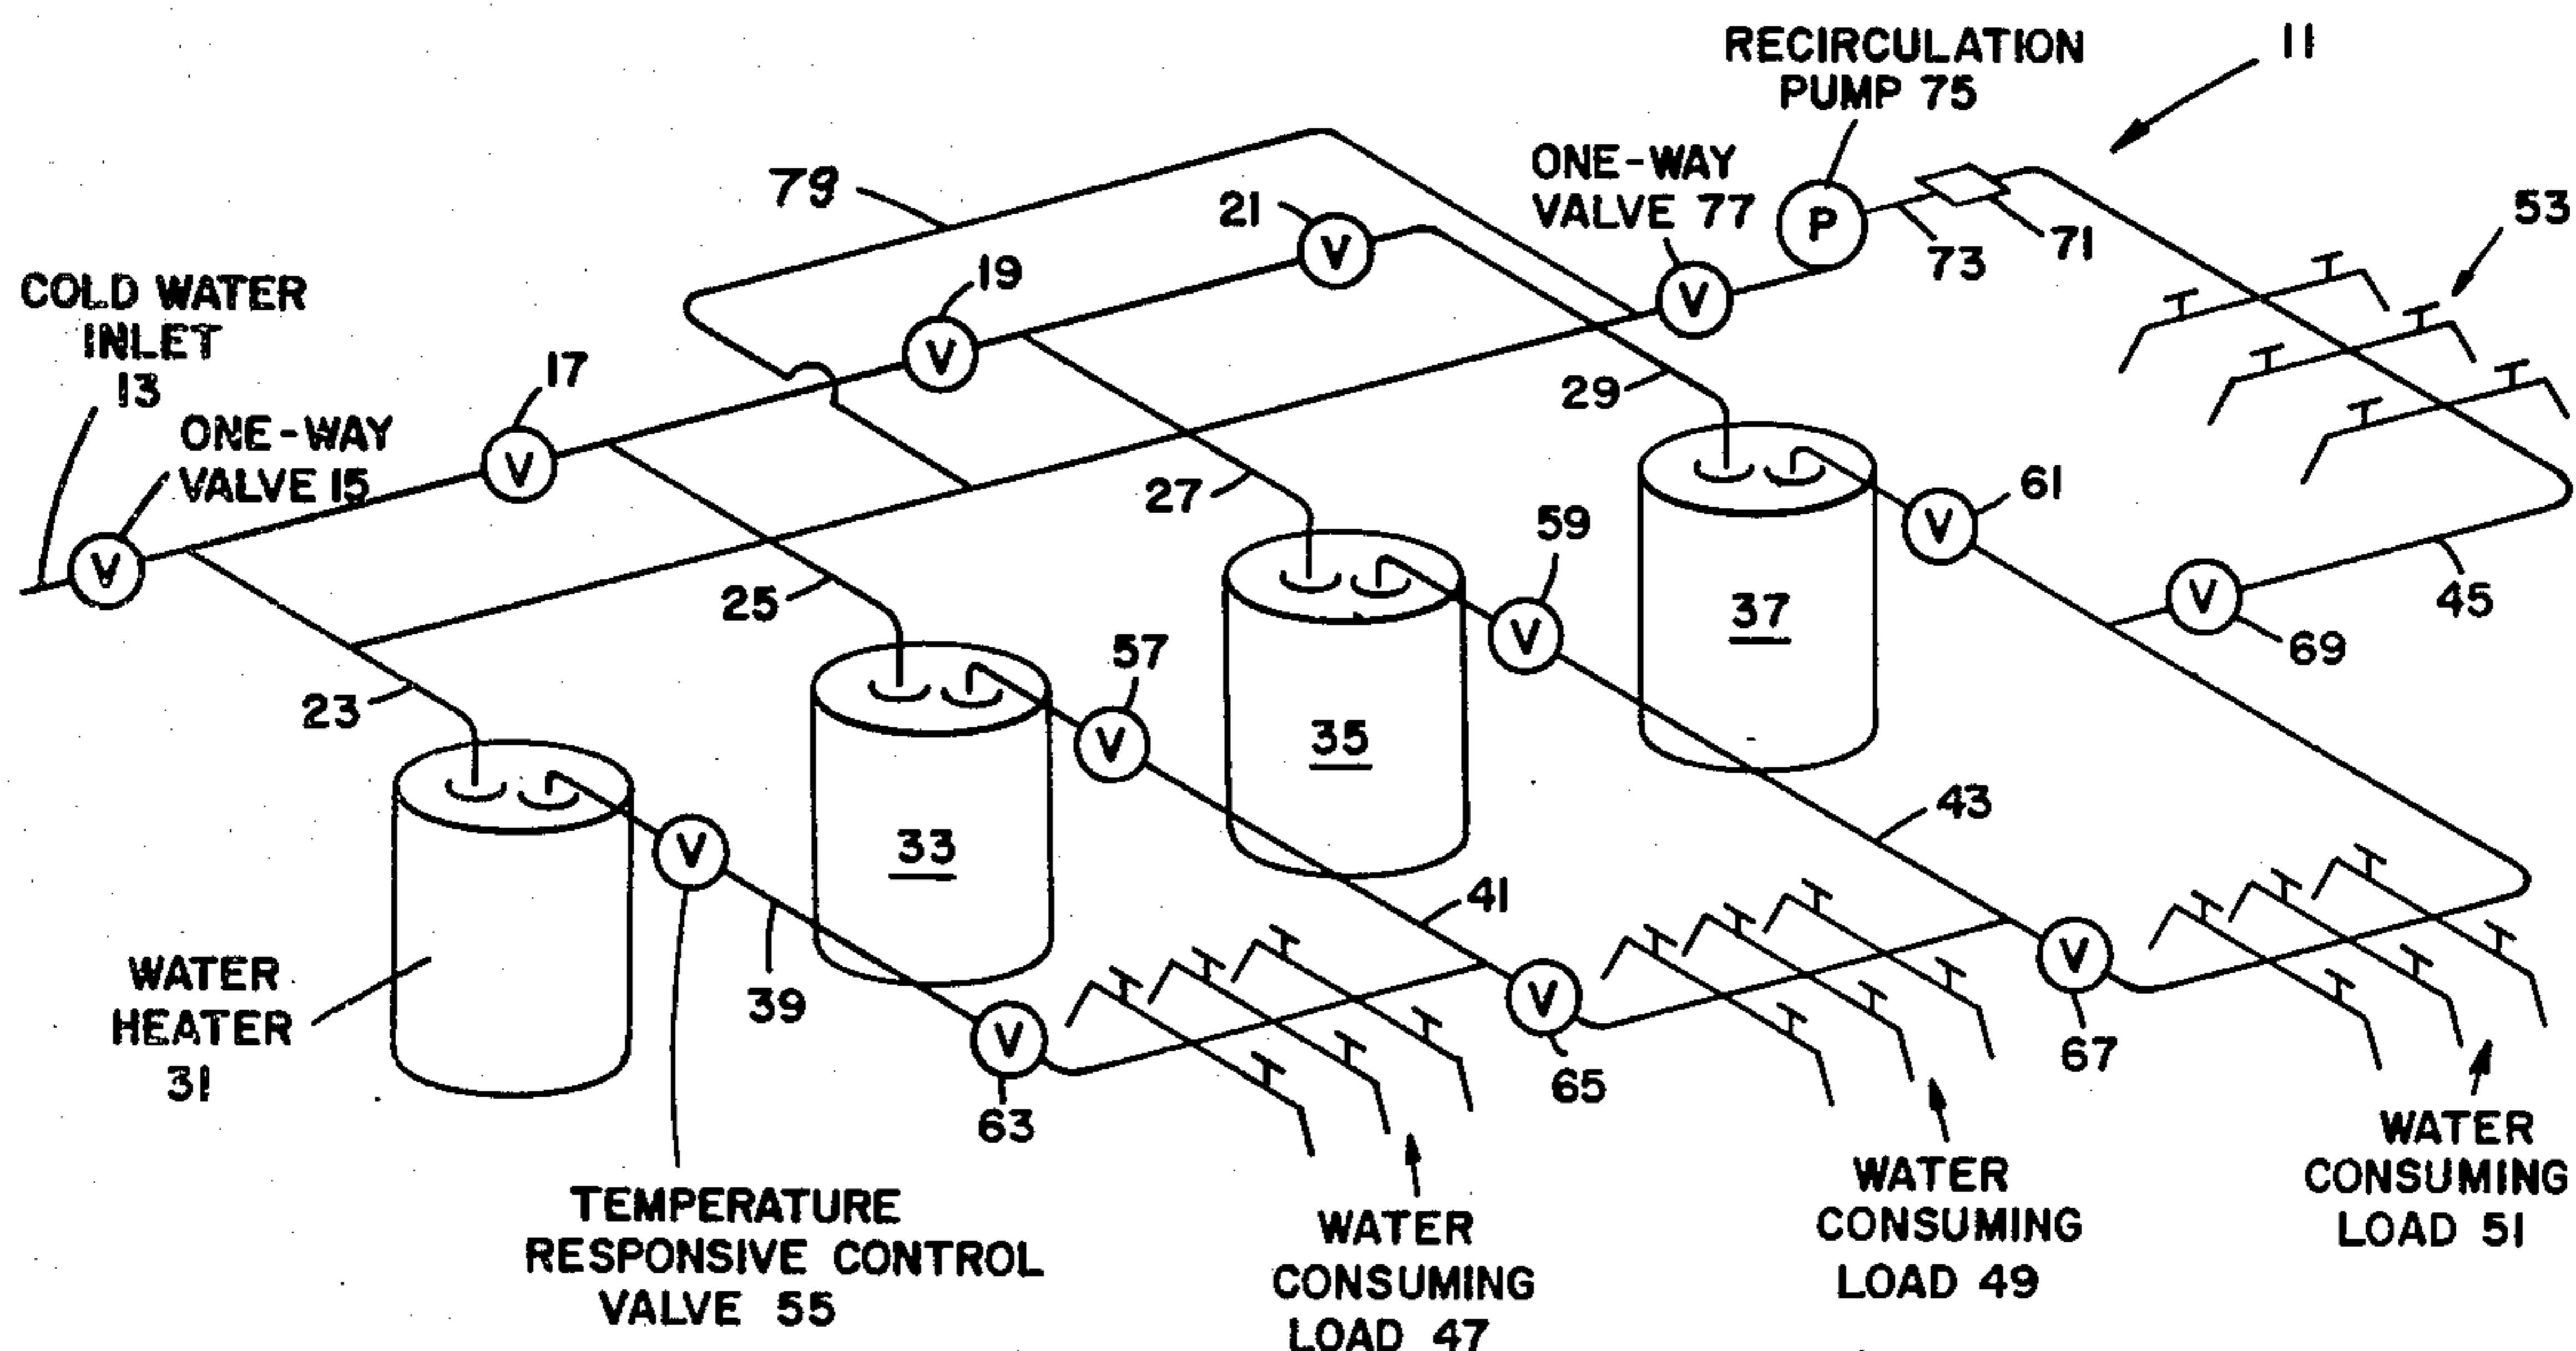 RECIRCULATION
PUMP 75
11
ONE-WAY
VALVE 77
79
21
53
73
71
19
COLD WATER
INLET
13
17
ONE-WAY
VALVE 15
29
27
61
59
25
37
45
69
57
23
35
43
33
41
WATER
HEATER
31
39
63
65
67
TEMPERATURE
RESPONSIVE CONTROL
VALVE 55
WATER
CONSUMING
LOAD 47
WATER
CONSUMING
LOAD 49
WATER
CONSUMING
LOAD 51
P
V
V
V
V
V
V
V
V
V
V
V
V
V